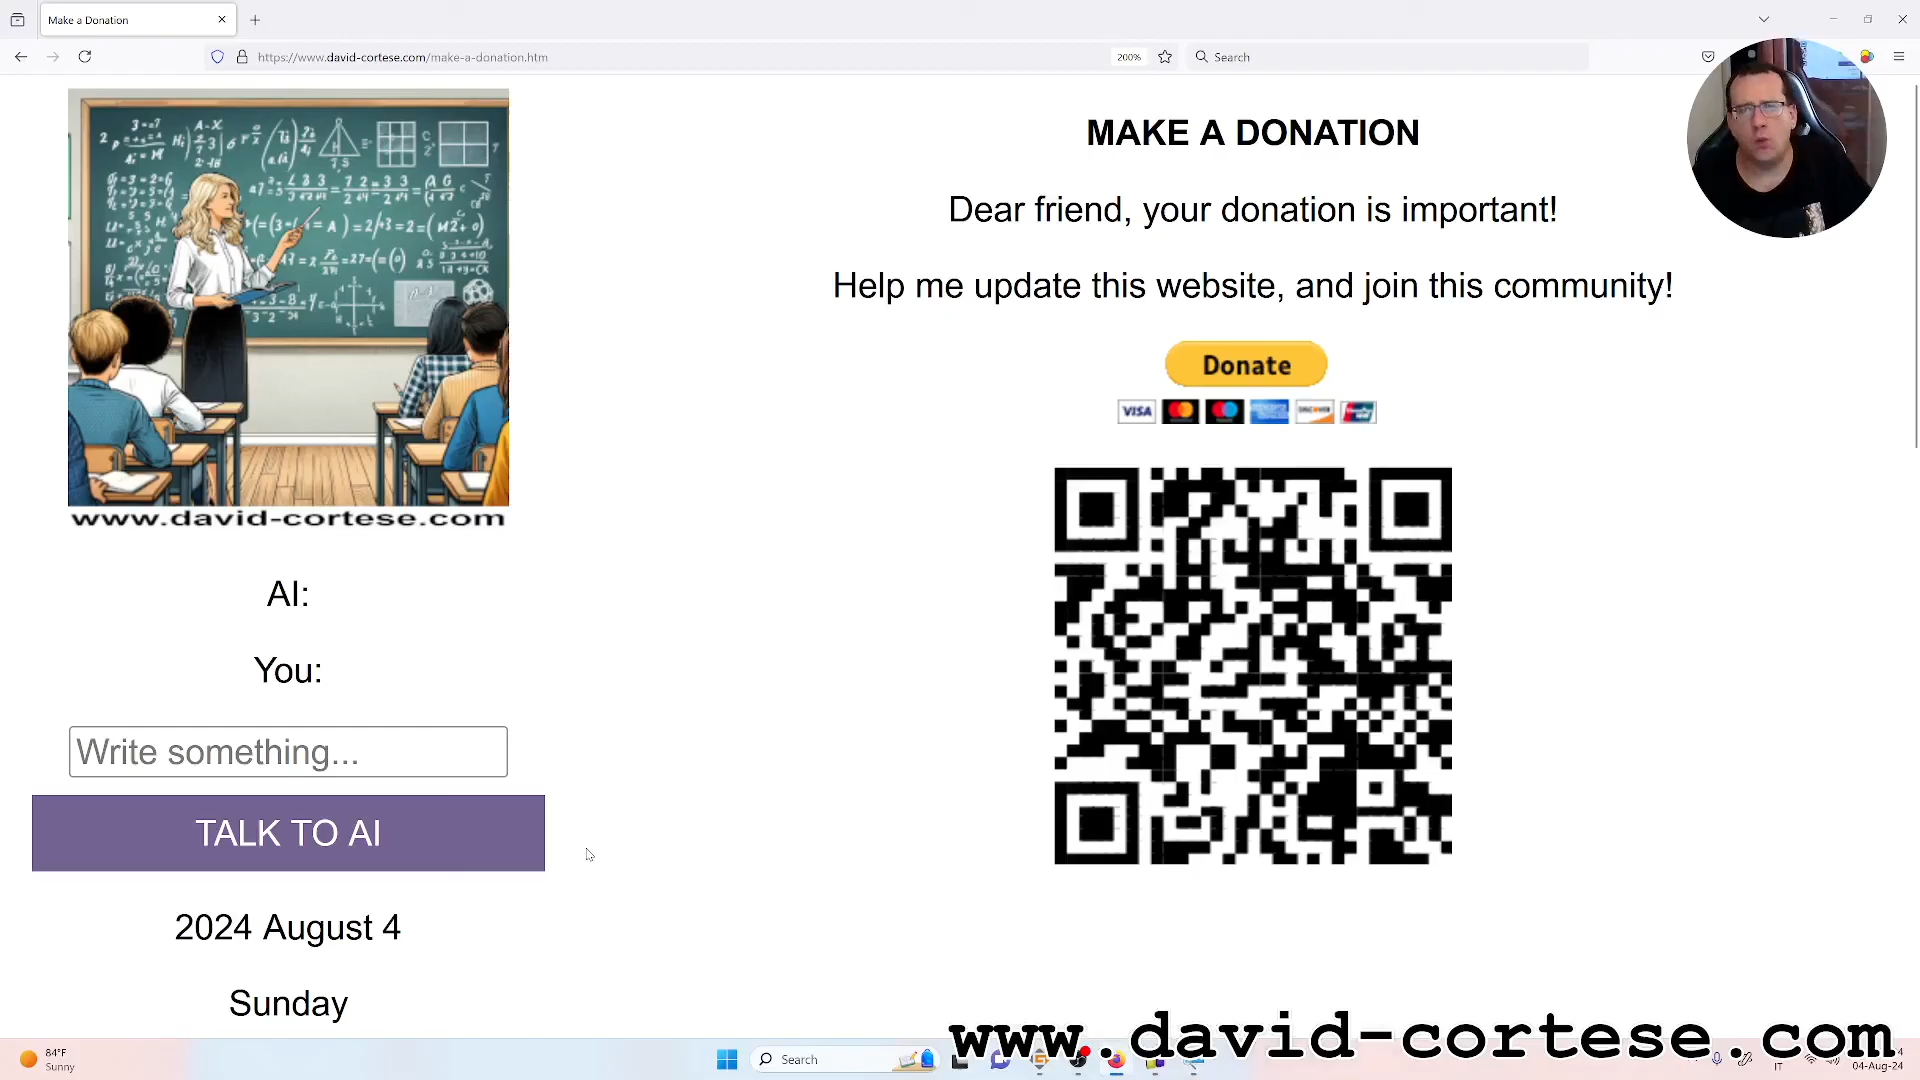 Make a Donation
https://www.david-cortese.com/make-a-donation.htm
200%
Search
www.david-cortese.com
AI:
You:
Write something...
TALK TO AI
2024 August 4
Sunday
MAKE A DONATION
Dear friend, your donation is important!
Help me update this website, and join this community!
Donate
VISA
www.david-cortese.com
84°F
Sunny
Search
IT
04-Aug-24